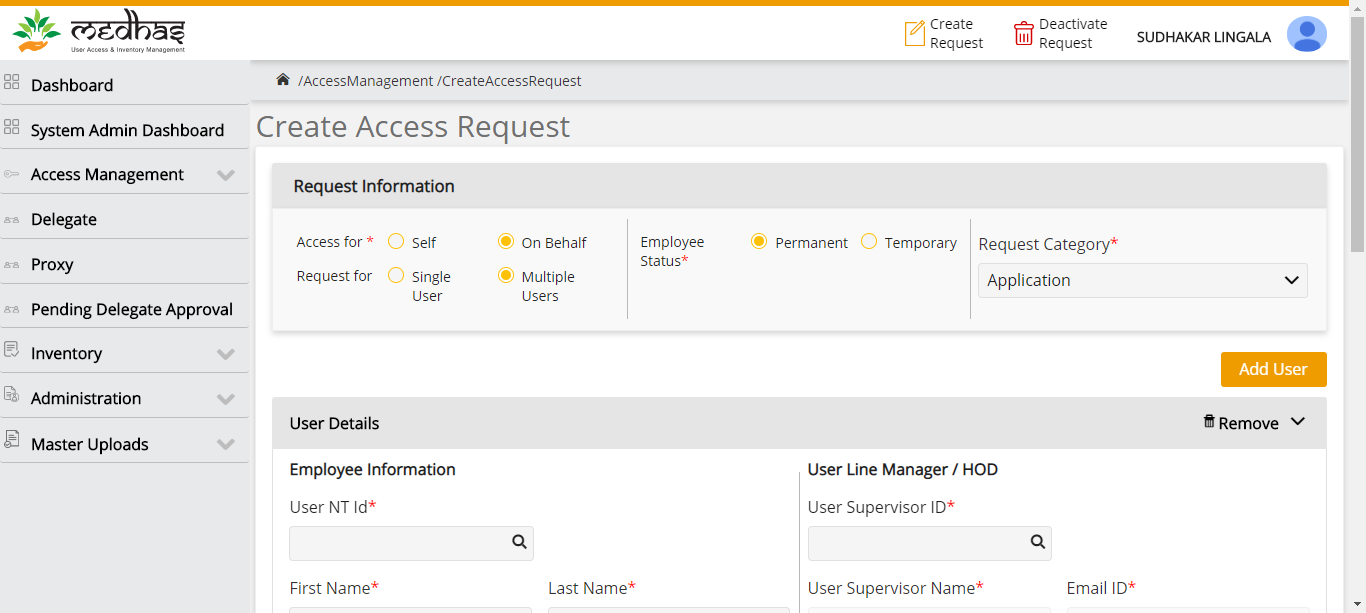 medhas
User Access & Inventory Management
Create
Request
Deactivate
Request
SUDHAKAR LINGALA
Dashboard
System Admin Dashboard
Access Management
Delegate
Proxy
Pending Delegate Approval
Inventory
Administration
Master Uploads
/AccessManagement /CreateAccessRequest
Create Access Request
Request Information
Access for * Self On Behalf
Request for Single User Multiple Users
Employee Status* Permanent Temporary
Request Category*
Application
Add User
User Details Remove
Employee Information
User NT Id*
First Name* Last Name*
User Line Manager / HOD
User Supervisor ID*
User Supervisor Name* Email ID*